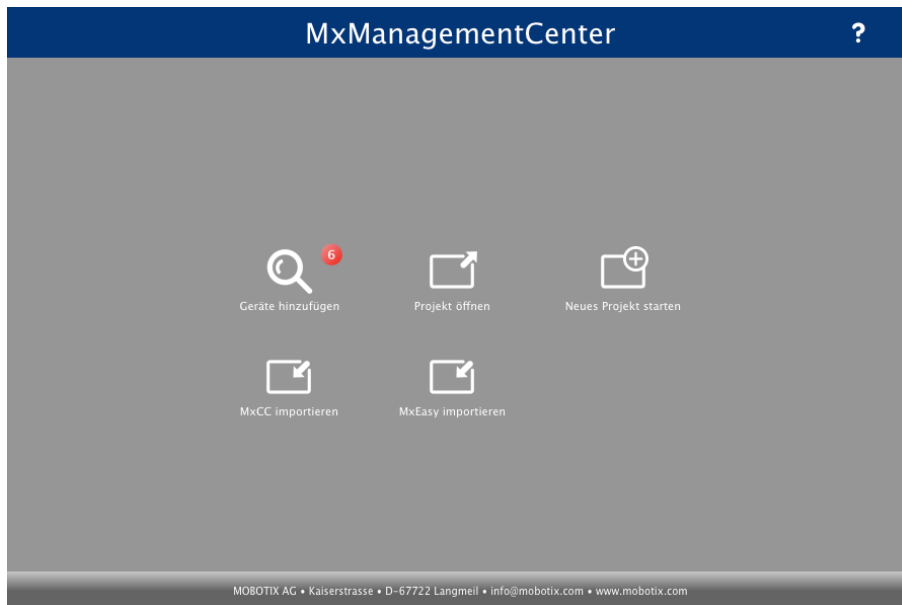 MxManagementCenter
?
6
Geräte hinzufügen
Projekt öffnen
Neues Projekt starten
MxCC importieren
MxEasy importieren
MOBOTIX AG • Kaiserstrasse • D-67722 Langmeil • info@mobotix.com • www.mobotix.com